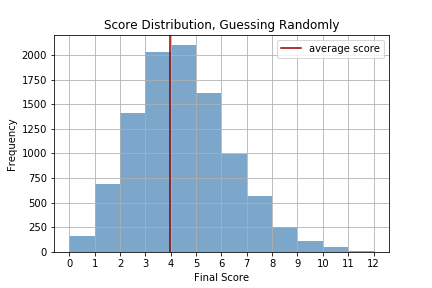 Score Distribution, Guessing Randomly
average score
2000
1750
1500
1250
1000
750
500
250
0
Frequency
0 1 2 3 4 5 6 7 8 9 10 11 12
Final Score